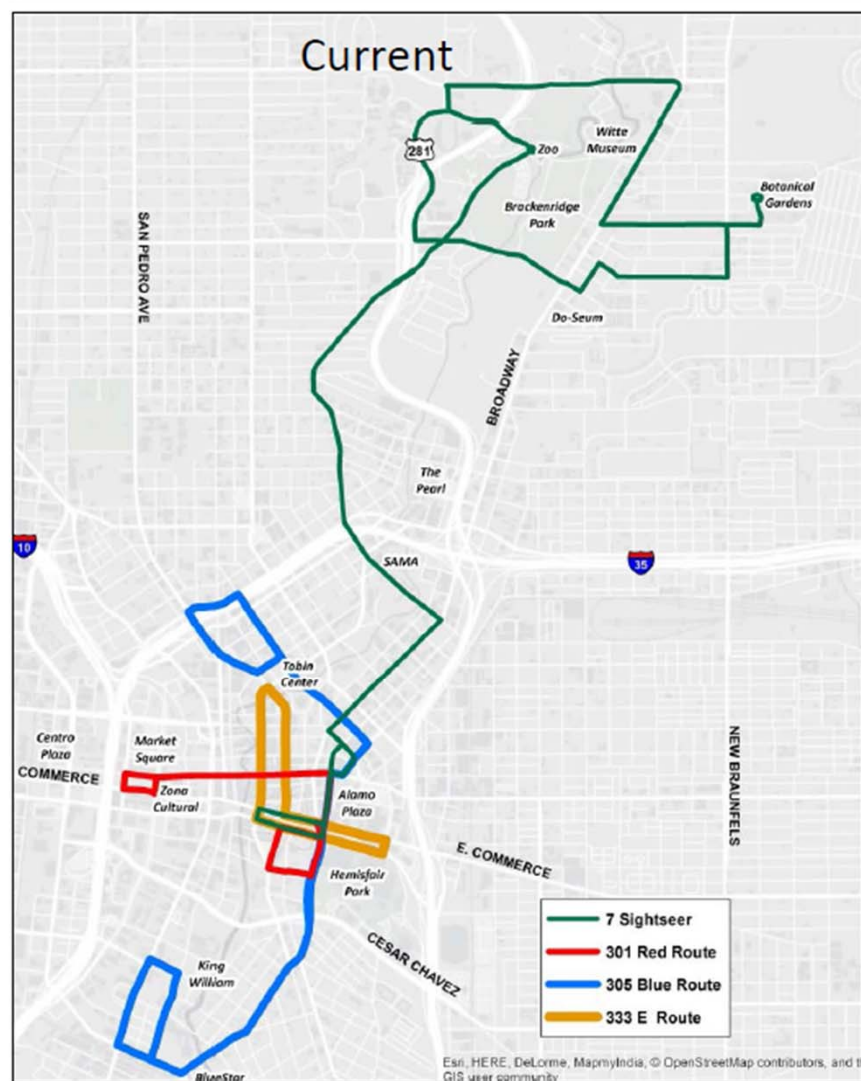 Current
281
Zoo
Witte
Museum
Botanical
Gardens
Brackenridge
Park
SAN PEDRO AVE
Do-Seum
BROADWAY
The
Pearl
10
SAMA
35
Tobin
Center
NEW BRAUNFELS
Centro
Plaza
Market
Square
COMMERCE
Zona
Cultural
Alamo
Plaza
E. COMMERCE
Hemisfair
Park
CESAR CHAVEZ
King
William
BlueStar
7 Sightseer
301 Red Route
305 Blue Route
333 E Route
Esri, HERE, DeLorme, MapmyIndia, © OpenStreetMap contributors, and
GIS user community